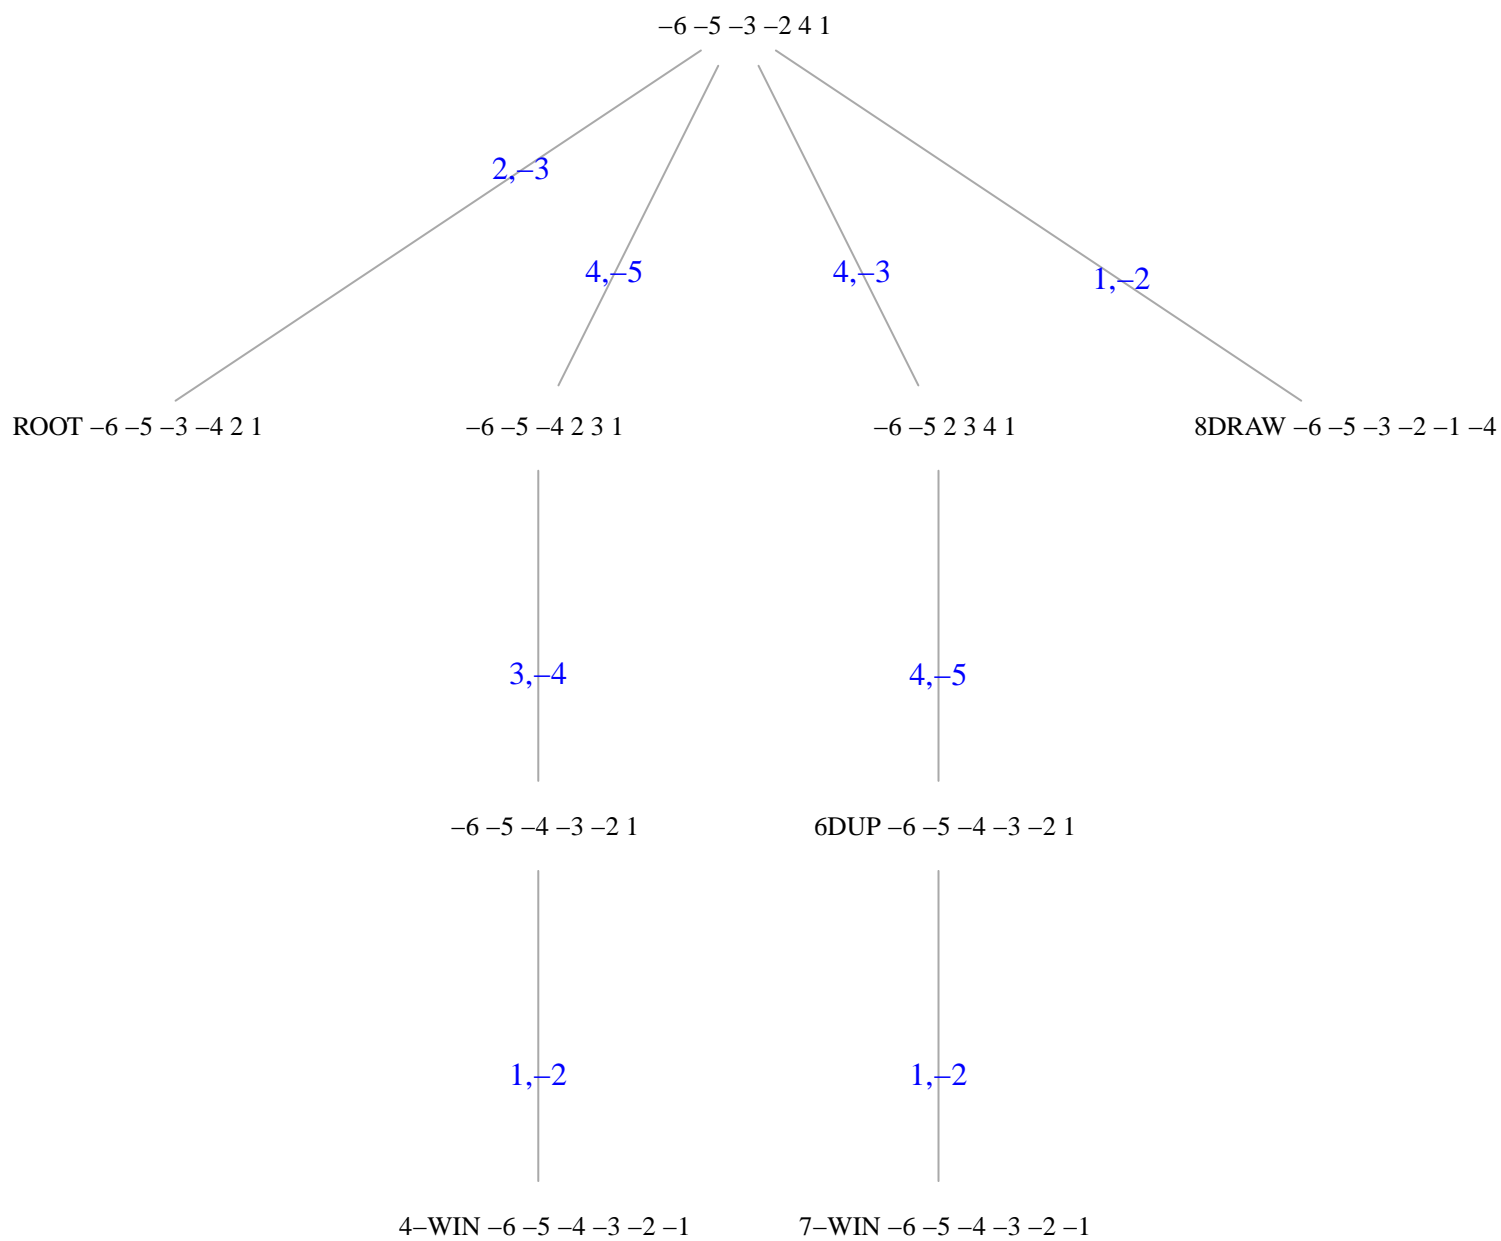 –6 –5 –3 –2 4 1
2,–3
4,–5
4,–3
1,–2
ROOT –6 –5 –3 –4 2 1
–6 –5 –4 2 3 1
–6 –5 2 3 4 1
8DRAW –6 –5 –3 –2 –1 –4
3,–4
4,–5
–6 –5 –4 –3 –2 1
6DUP –6 –5 –4 –3 –2 1
1,–2
1,–2
4–WIN –6 –5 –4 –3 –2 –1
7–WIN –6 –5 –4 –3 –2 –1